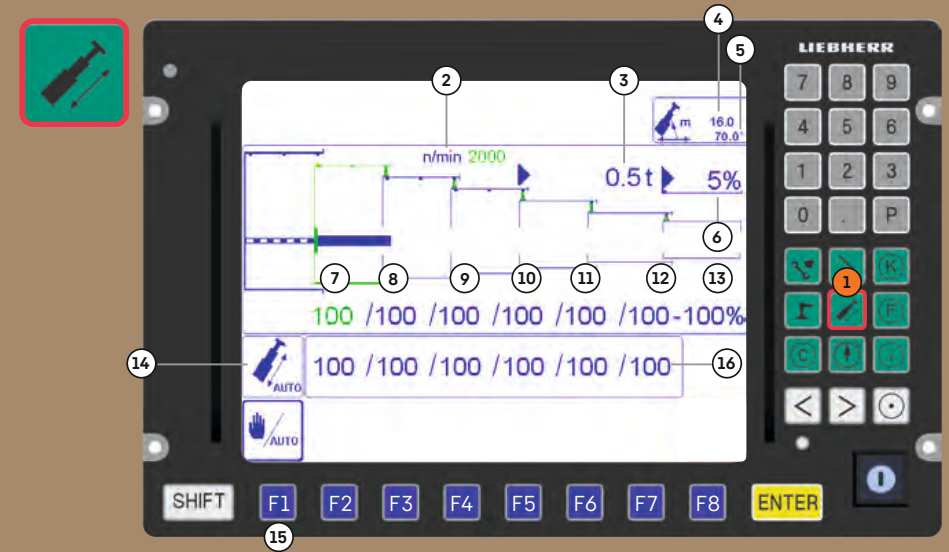 4
5
LIEBHERR
2
3
m 16.0
70.0°
n/min 2000
0.5 t
5%
6
7 8 9 10 11 12 13
100 /100 /100 /100 /100 /100-100%
14
AUTO
100 /100 /100 /100 /100 /100
16
AUTO
7 8 9
4 5 6
1 2 3
0 . P
K
1
F
C
i
< >
SHIFT F1 F2 F3 F4 F5 F6 F7 F8 ENTER
15